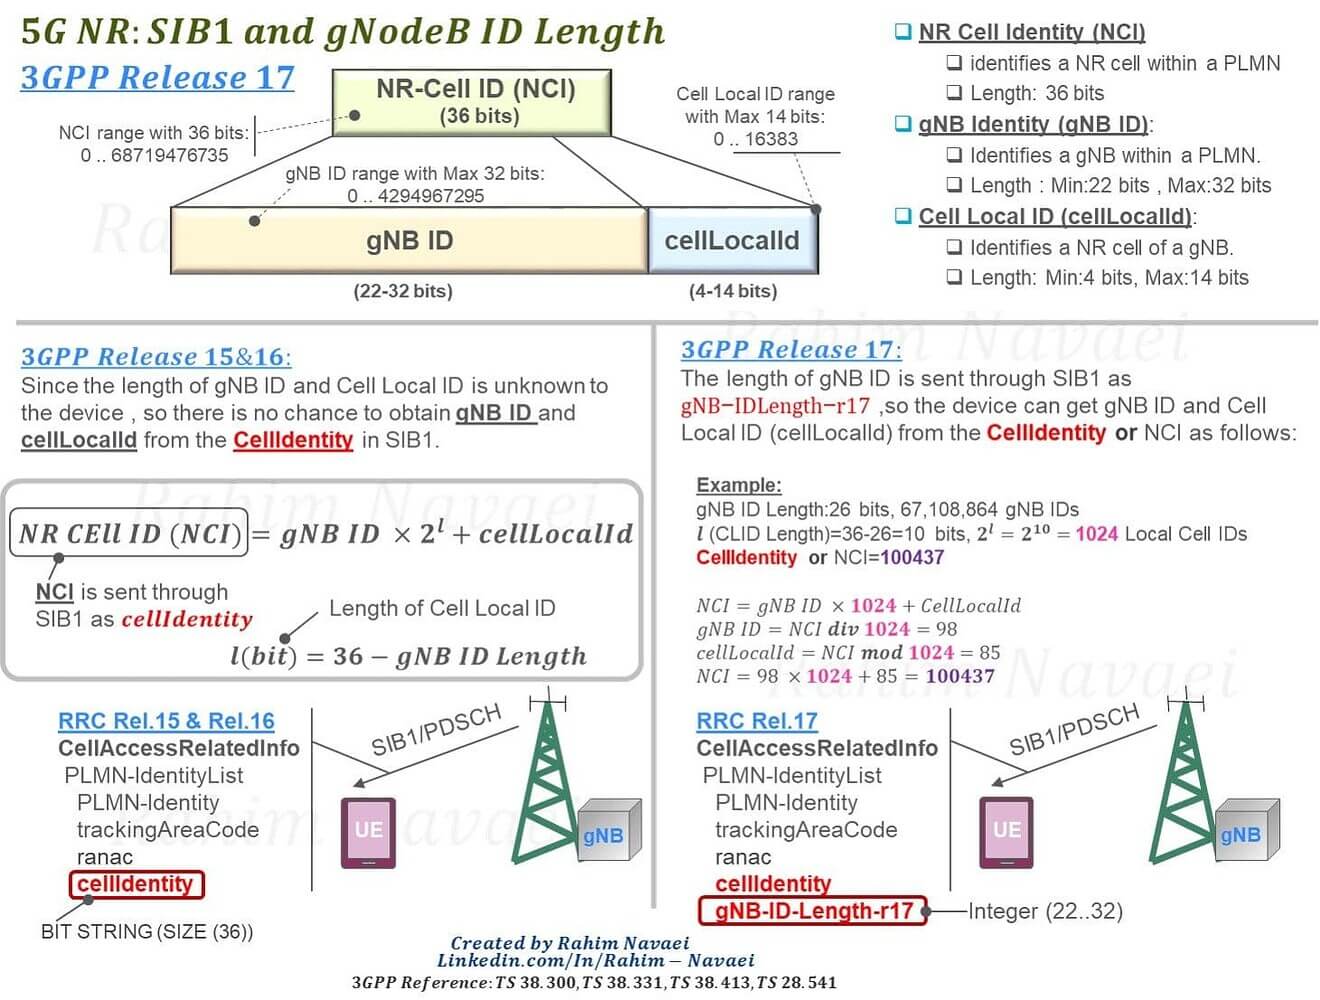 5G NR: SIB1 and gNodeB ID Length
3GPP Release 17
NR-Cell ID (NCI)
(36 bits)
NCI range with 36 bits:
0 .. 68719476735
Cell Local ID range
with Max 14 bits:
0 .. 16383
gNB ID range with Max 32 bits:
0 .. 4294967295
gNB ID
cellLocalId
(22-32 bits)
(4-14 bits)
NR Cell Identity (NCI)
identifies a NR cell within a PLMN
Length: 36 bits
gNB Identity (gNB ID):
Identifies a gNB within a PLMN.
Length : Min:22 bits , Max:32 bits
Cell Local ID (cellLocalId):
Identifies a NR cell of a gNB.
Length: Min:4 bits, Max:14 bits
3GPP Release 15&16:
Since the length of gNB ID and Cell Local ID is unknown to
the device , so there is no chance to obtain gNB ID and
cellLocalId from the CellIdentity in SIB1.
NR CEll ID (NCI) = gNB ID × 2^l + cellLocalId
NCI is sent through
SIB1 as cellIdentity
Length of Cell Local ID
l(bit) = 36 − gNB ID Length
RRC Rel.15 & Rel.16
CellAccessRelatedInfo
PLMN-IdentityList
PLMN-Identity
trackingAreaCode
ranac
cellIdentity
BIT STRING (SIZE (36))
SIB1/PDSCH
UE
gNB
3GPP Release 17:
The length of gNB ID is sent through SIB1 as
gNB−IDLength−r17 ,so the device can get gNB ID and Cell
Local ID (cellLocalId) from the CellIdentity or NCI as follows:
Example:
gNB ID Length:26 bits, 67,108,864 gNB IDs
l (CLID Length)=36-26=10 bits, 2^l = 2^10 = 1024 Local Cell IDs
CellIdentity or NCI=100437
NCI = gNB ID × 1024 + CellLocalId
gNB ID = NCI div 1024 = 98
cellLocalId = NCI mod 1024 = 85
NCI = 98 × 1024 + 85 = 100437
RRC Rel.17
CellAccessRelatedInfo
PLMN-IdentityList
PLMN-Identity
trackingAreaCode
ranac
cellIdentity
gNB-ID-Length-r17
Integer (22..32)
SIB1/PDSCH
UE
gNB
Created by Rahim Navaei
Linkedin.com/In/Rahim − Navaei
3GPP Reference: TS 38.300, TS 38.331, TS 38.413, TS 28.541
Rahim Navaei
Rahim Navaei
Rahim Navaei
Rahim Navaei